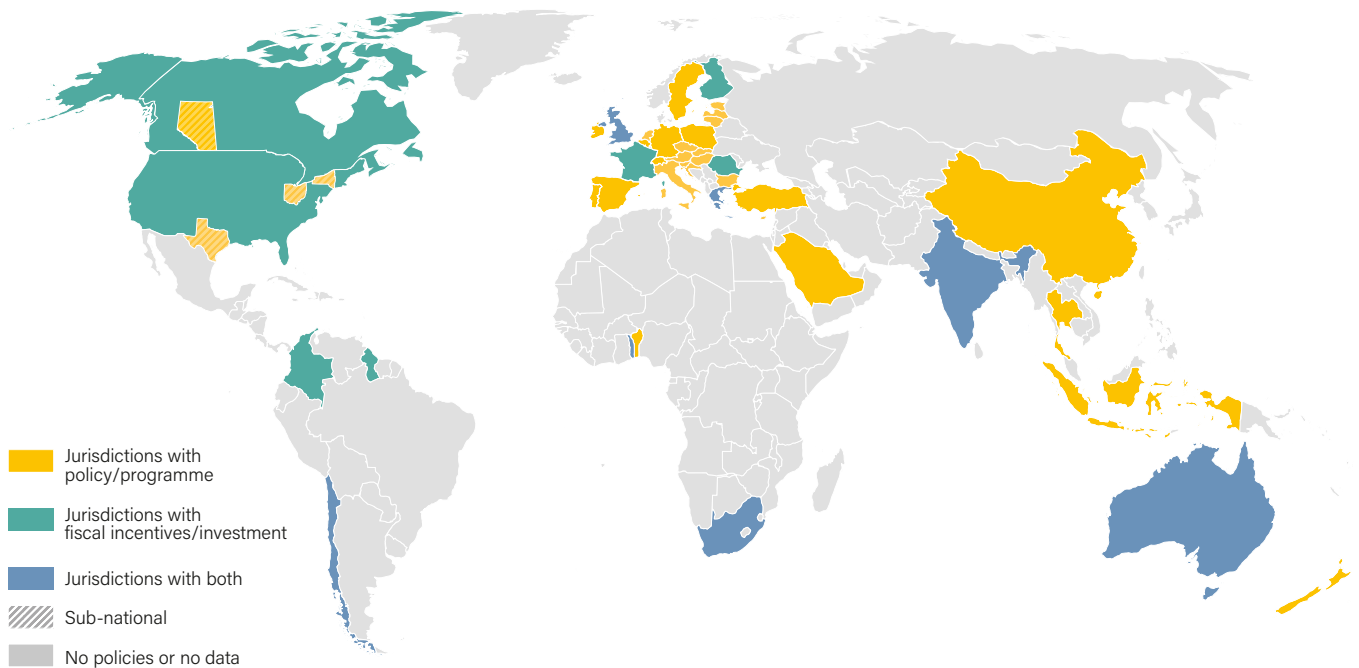 Jurisdictions with
policy/programme
Jurisdictions with
fiscal incentives/investment
Jurisdictions with both
Sub-national
No policies or no data